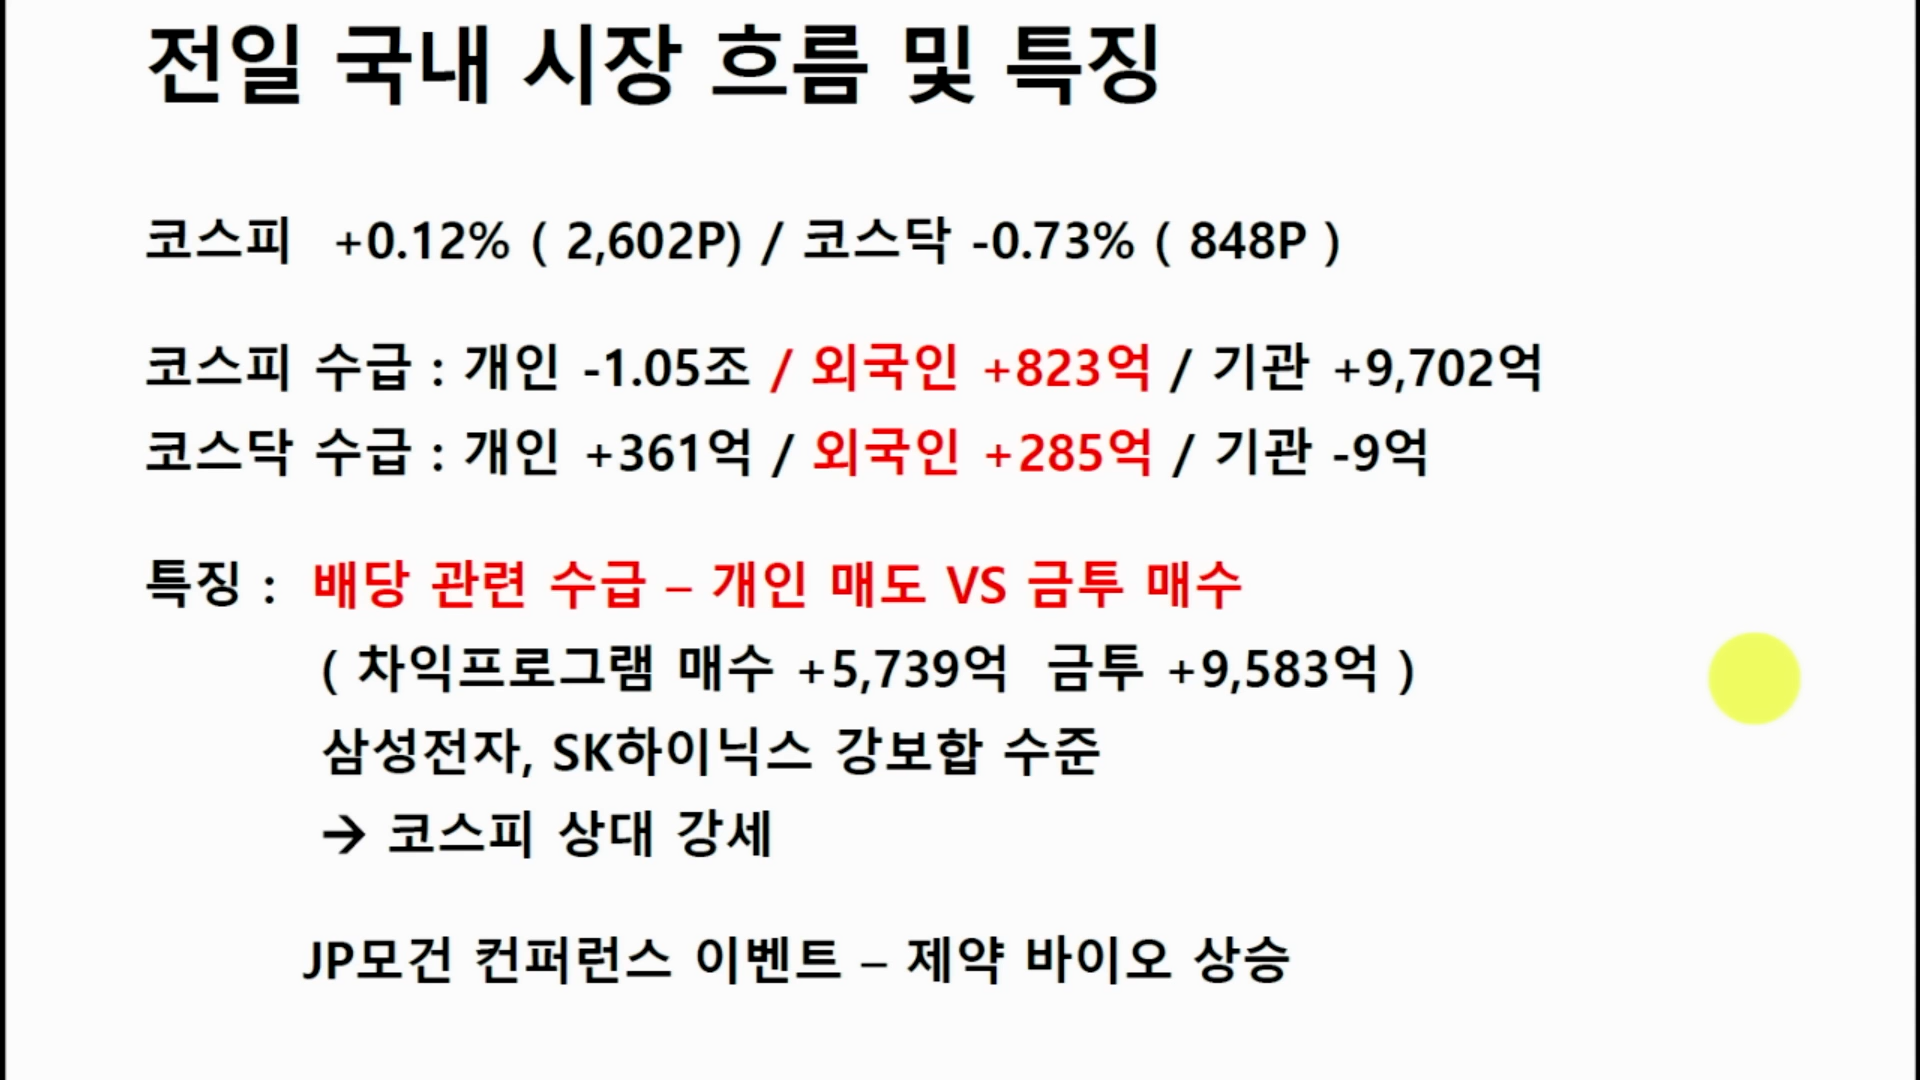 전일 국내 시장 흐름 및 특징
코스피 +0.12% ( 2,602P) / 코스닥 -0.73% ( 848P )
코스피 수급 : 개인 -1.05조 / 외국인 +823억 / 기관 +9,702억
코스닥 수급 : 개인 +361억 / 외국인 +285억 / 기관 -9억
특징 : 배당 관련 수급 – 개인 매도 VS 금투 매수
( 차익프로그램 매수 +5,739억 금투 +9,583억 )
삼성전자, SK하이닉스 강보합 수준
→ 코스피 상대 강세
JP모건 컨퍼런스 이벤트 – 제약 바이오 상승